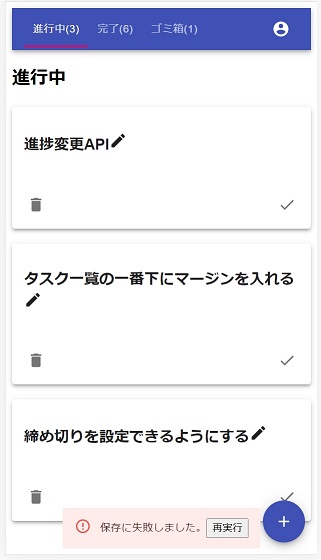 進行中(3) 完了(6) ゴミ箱(1)
進行中
進捗変更API
タスク一覧の一番下にマージンを入れる
締め切りを設定できるようにする
保存に失敗しました。 再実行